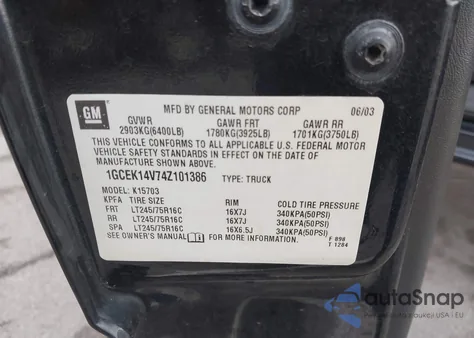 GM
MFD BY GENERAL MOTORS CORP 06/03
GVWR GAWR FRT GAWR RR
2903KG(6400LB) 1780KG(3925LB) 1701KG(3750LB)
THIS VEHICLE CONFORMS TO ALL APPLICABLE U.S. FEDERAL MOTOR
VEHICLE SAFETY STANDARDS IN EFFECT ON THE DATE OF
MANUFACTURE SHOWN ABOVE.
1GCEK14V74Z101386 TYPE: TRUCK
MODEL: K15703
KPFA TIRE SIZE RIM COLD TIRE PRESSURE
FRT LT245/75R16C 16X7J 340KPA(50PSI)
RR LT245/75R16C 16X7J 340KPA(50PSI)
SPA LT245/75R16C 16X6.5J 340KPA(50PSI)
SEE OWNER'S MANUAL FOR MORE INFORMATION. F 898
T 1284
autoSnap
USA | EU